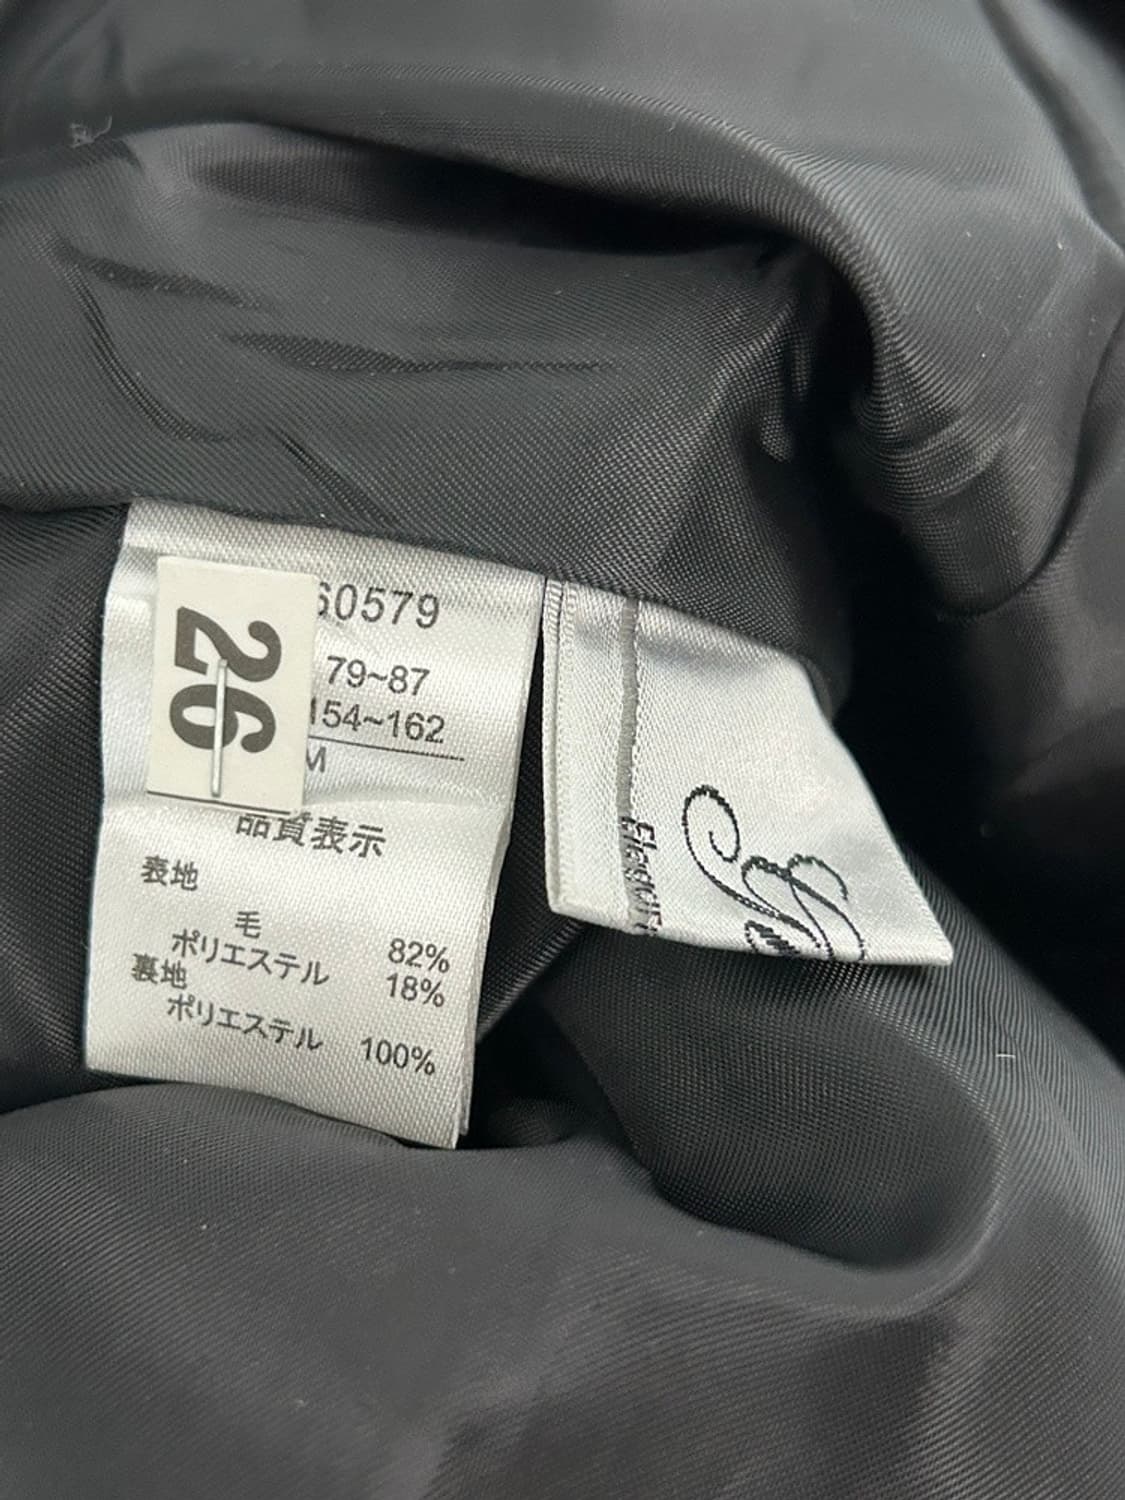 26
60579
79~87
154~162
M
品質表示
表地
毛 82%
ポリエステル 18%
裏地
ポリエステル 100%